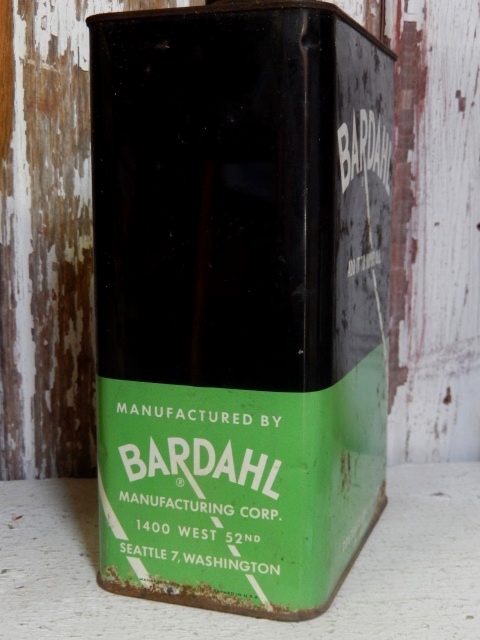 MANUFACTURED BY
BARDAHL
®
MANUFACTURING CORP.
1400 WEST 52ND
SEATTLE 7, WASHINGTON
BARDAHL